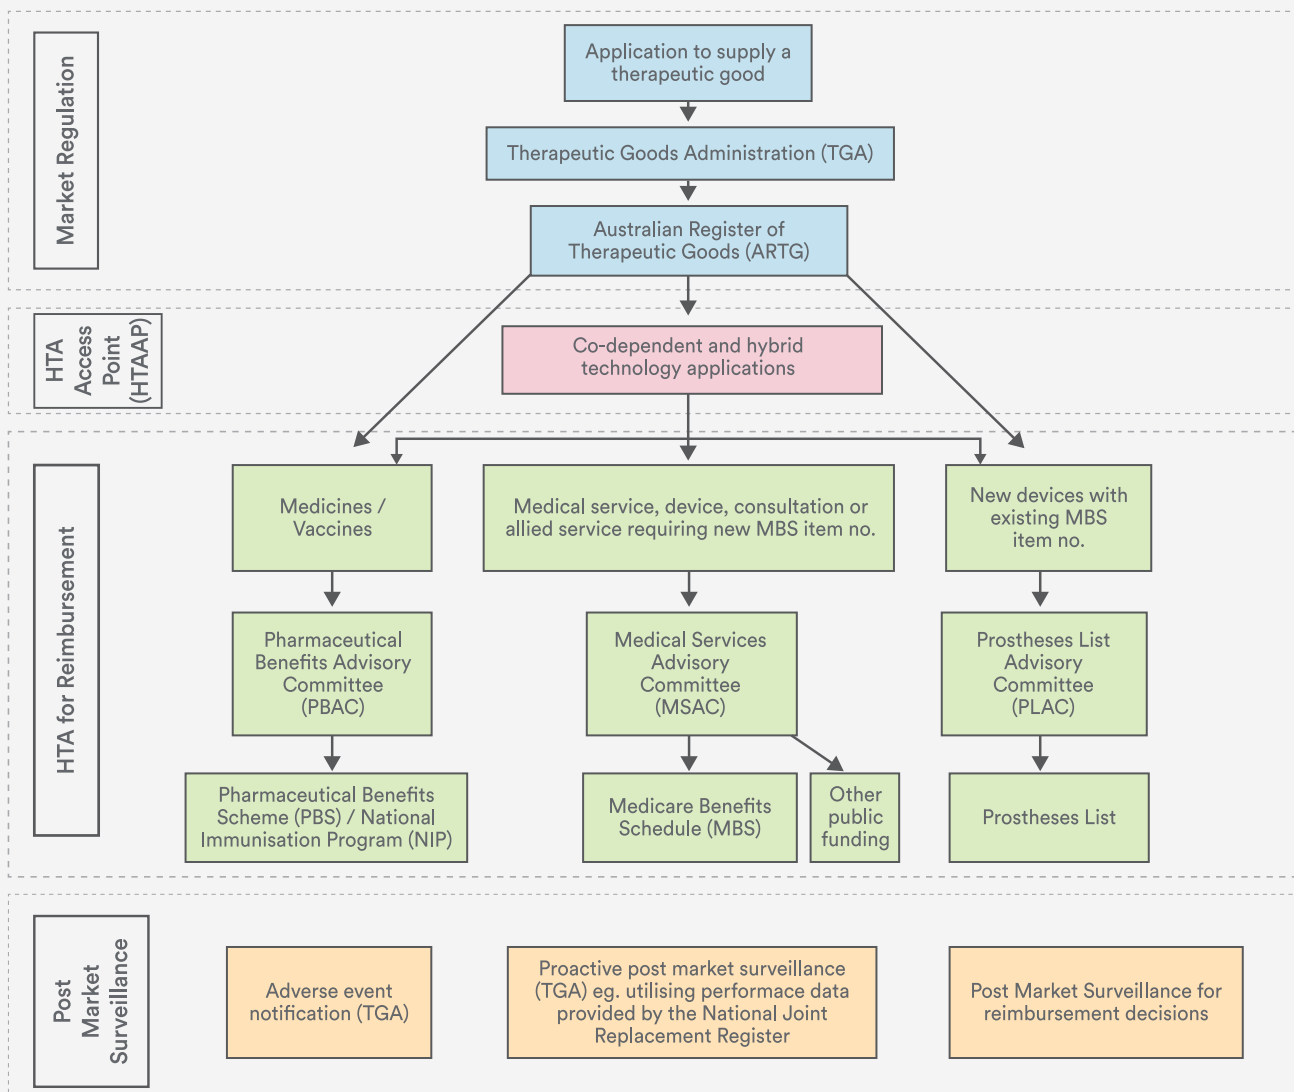 Market Regulation
Application to supply a
therapeutic good
Therapeutic Goods Administration (TGA)
Australian Register of
Therapeutic Goods (ARTG)
HTA
Access
Point
(HTAAP)
Co-dependent and hybrid
technology applications
HTA for Reimbursement
Medicines /
Vaccines
Medical service, device, consultation or
allied service requiring new MBS item no.
New devices with
existing MBS
item no.
Pharmaceutical
Benefits Advisory
Committee
(PBAC)
Medical Services
Advisory
Committee
(MSAC)
Prostheses List
Advisory
Committee
(PLAC)
Pharmaceutical Benefits
Scheme (PBS) / National
Immunisation Program (NIP)
Medicare Benefits
Schedule (MBS)
Other
public
funding
Prostheses List
Post
Market
Surveillance
Adverse event
notification (TGA)
Proactive post market surveillance
(TGA) eg. utilising performace data
provided by the National Joint
Replacement Register
Post Market Surveillance for
reimbursement decisions